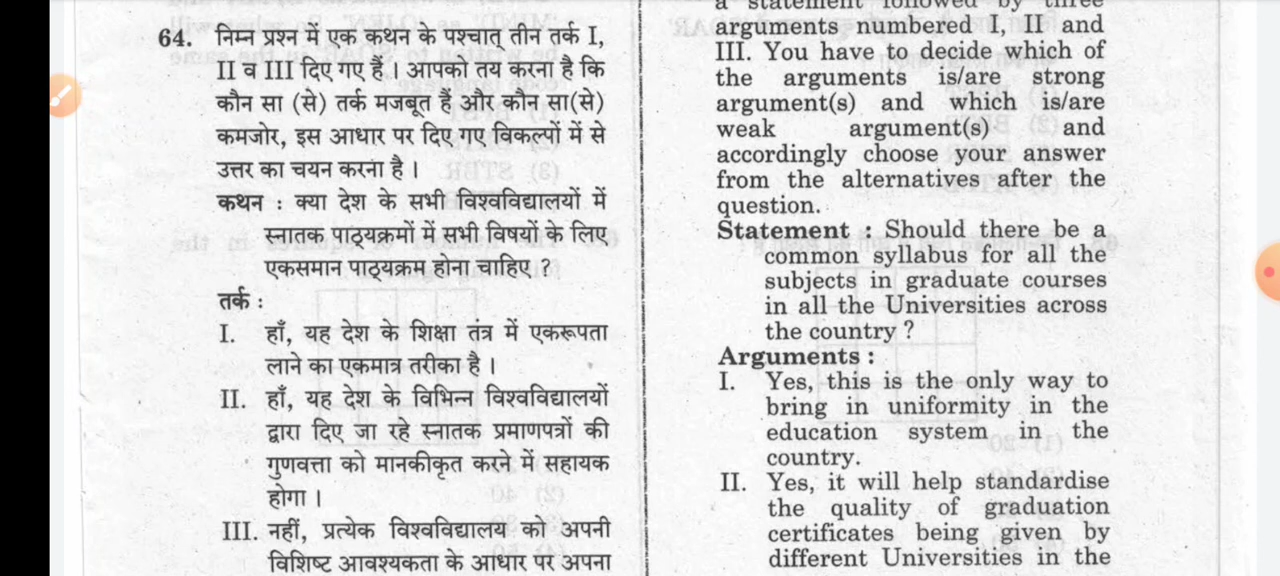 64. निम्न प्रश्न में एक कथन के पश्चात् तीन तर्क I,
II व III दिए गए हैं । आपको तय करना है कि
कौन सा (से) तर्क मजबूत है और कौन सा(से)
कमजोर, इस आधार पर दिए गए विकल्पों में से
उत्तर का चयन करना है ।
कथन : क्या देश के सभी विश्वविद्यालयों में
स्नातक पाठ्यक्रमों में सभी विषयों के लिए
एकसमान पाठ्यक्रम होना चाहिए ?
तर्क :
I. हाँ, यह देश के शिक्षा तंत्र में एकरूपता
लाने का एकमात्र तरीका है ।
II. हाँ, यह देश के विभिन्न विश्वविद्यालयों
द्वारा दिए जा रहे स्नातक प्रमाणपत्रों की
गुणवत्ता को मानकीकृत करने में सहायक
होगा ।
III. नहीं, प्रत्येक विश्वविद्यालय को अपनी
विशिष्ट आवश्यकता के आधार पर अपना
a statement followed by three
arguments numbered I, II and
III. You have to decide which of
the arguments is/are strong
argument(s) and which is/are
weak argument(s) and
accordingly choose your answer
from the alternatives after the
question.
Statement : Should there be a
common syllabus for all the
subjects in graduate courses
in all the Universities across
the country ?
Arguments :
I. Yes, this is the only way to
bring in uniformity in the
education system in the
country.
II. Yes, it will help standardise
the quality of graduation
certificates being given by
different Universities in the